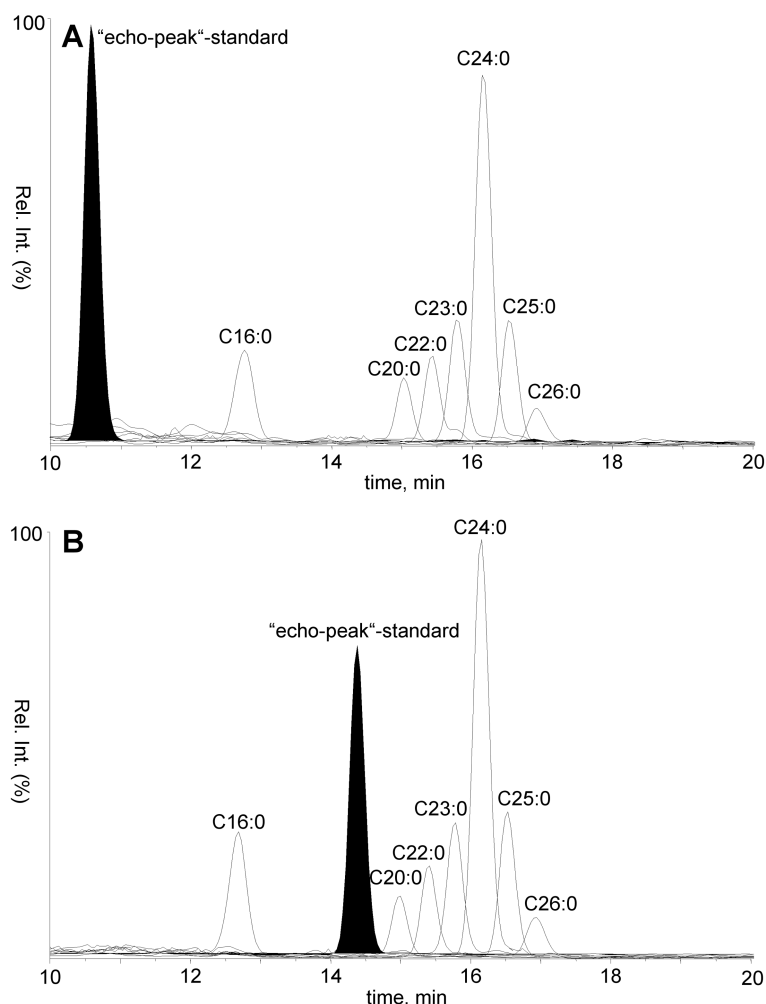 100
A
“echo-peak“-standard
C24:0
Rel. Int. (%)
C23:0
C25:0
C16:0
C22:0
C20:0
C26:0
10 12 14 16 18 20
time, min
100
B
C24:0
“echo-peak“-standard
Rel. Int. (%)
C25:0
C23:0
C16:0
C22:0
C20:0
C26:0
10 12 14 16 18 20
time, min